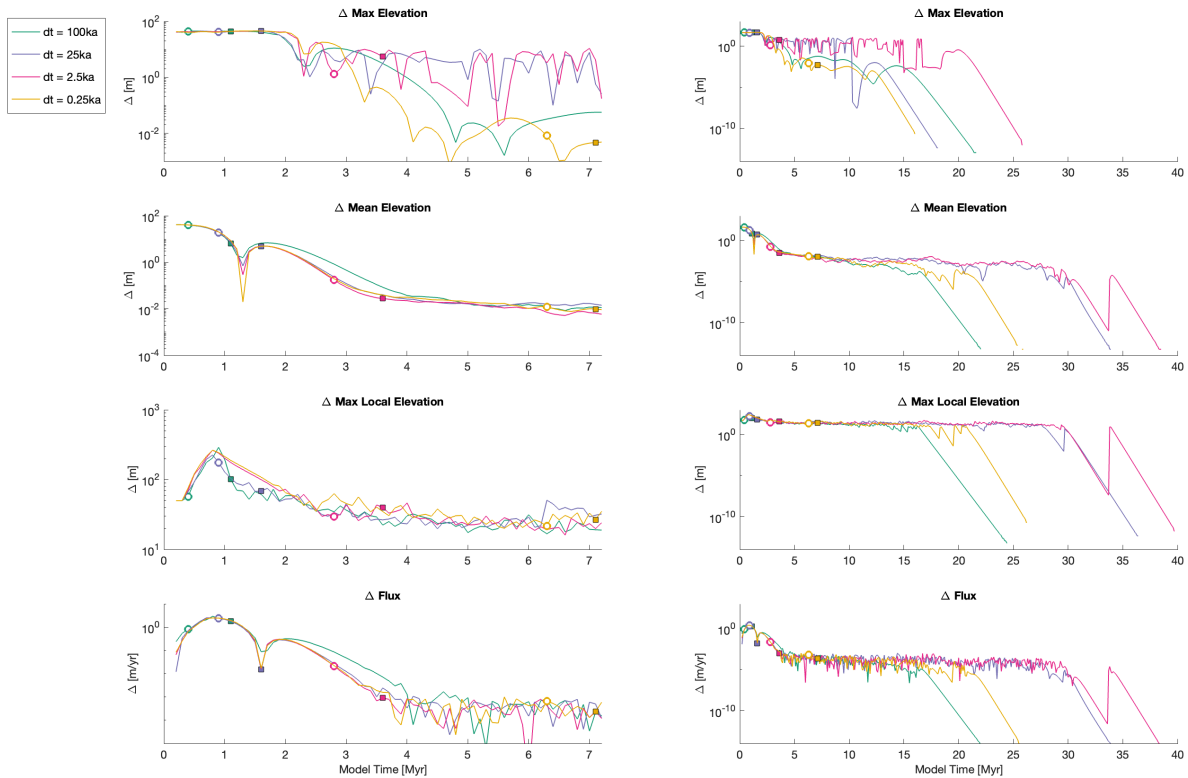 dt = 100ka
dt = 25ka
dt = 2.5ka
dt = 0.25ka
Δ Max Elevation
Δ [m]
10^2
10^0
10^-2
0 1 2 3 4 5 6 7
Δ Max Elevation
Δ [m]
10^0
10^-10
0 5 10 15 20 25 30 35 40
Δ Mean Elevation
Δ [m]
10^2
10^0
10^-2
10^-4
0 1 2 3 4 5 6 7
Δ Mean Elevation
Δ [m]
10^0
10^-10
0 5 10 15 20 25 30 35 40
Δ Max Local Elevation
Δ [m]
10^3
10^2
10^1
0 1 2 3 4 5 6 7
Δ Max Local Elevation
Δ [m]
10^0
10^-10
0 5 10 15 20 25 30 35 40
Δ Flux
Δ [m/yr]
10^0
0 1 2 3 4 5 6 7
Model Time [Myr]
Δ Flux
Δ [m/yr]
10^0
10^-10
0 5 10 15 20 25 30 35 40
Model Time [Myr]